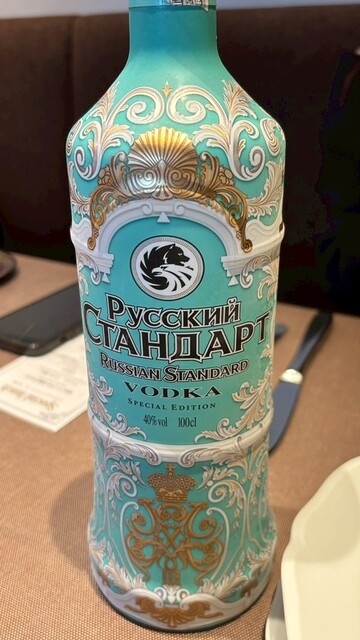 Русский
Стандарт
Russian Standard
VODKA
Special Edition
40% vol 100cl